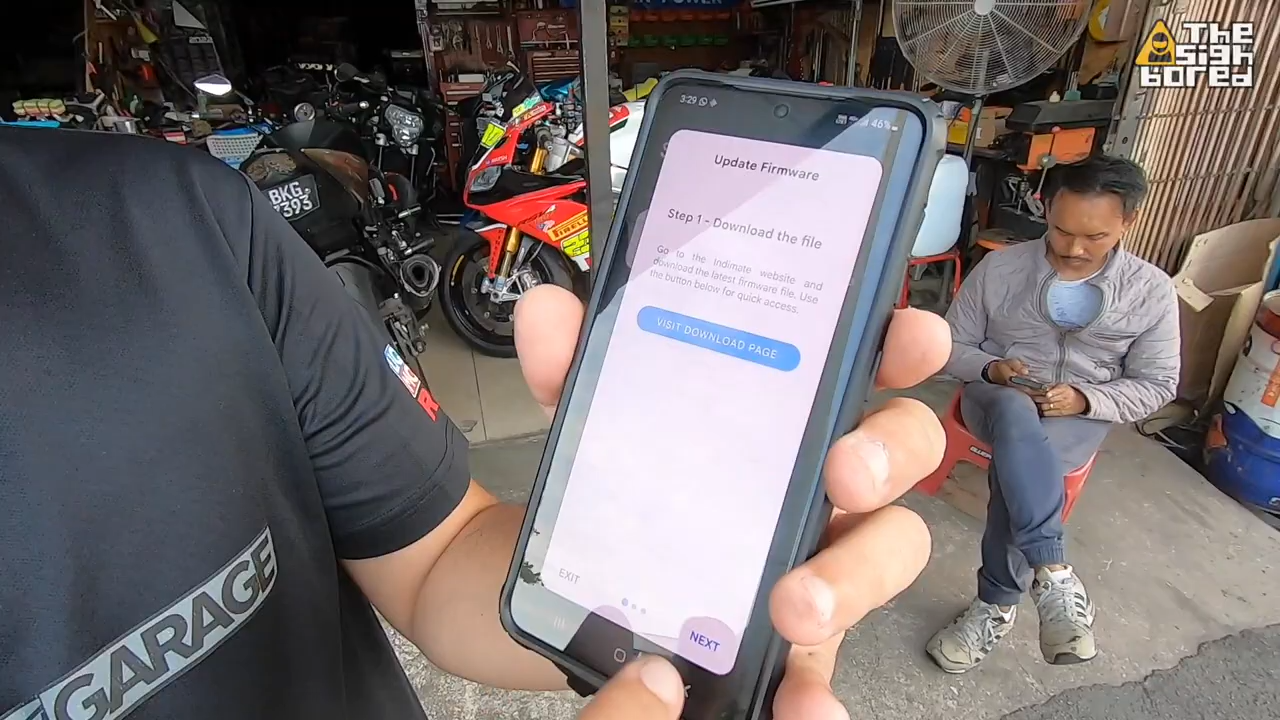 The
Sigh
Bored
POWER
BKG
7393
PIRELLI
3:29
46%
Update Firmware
Step 1 - Download the file
Go to the Indimate website and
download the latest firmware file. Use
the button below for quick access.
VISIT DOWNLOAD PAGE
EXIT
NEXT
GARAGE